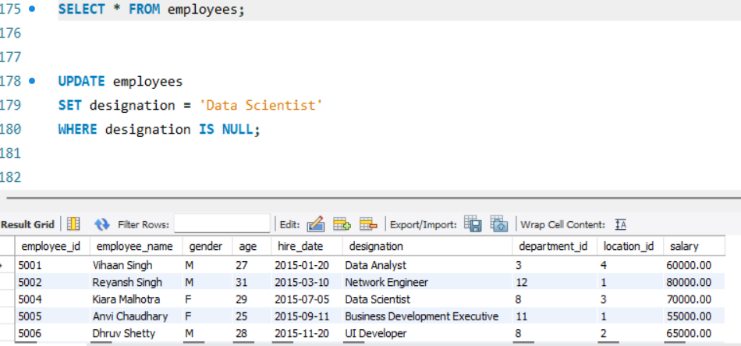 175 SELECT * FROM employees;
176
177
178 UPDATE employees
179 SET designation = 'Data Scientist'
180 WHERE designation IS NULL;
181
182
Result Grid Filter Rows: Edit: Export/Import: Wrap Cell Content: IA
employee_id employee_name gender age hire_date designation department_id location_id salary
5001 Vihaan Singh M 27 2015-01-20 Data Analyst 3 4 60000.00
5002 Reyansh Singh M 31 2015-03-10 Network Engineer 12 1 80000.00
5004 Kiara Malhotra F 29 2015-07-05 Data Scientist 8 3 70000.00
5005 Anvi Chaudhary F 25 2015-09-11 Business Development Executive 11 1 55000.00
5006 Dhruv Shetty M 28 2015-11-20 UI Developer 8 2 65000.00